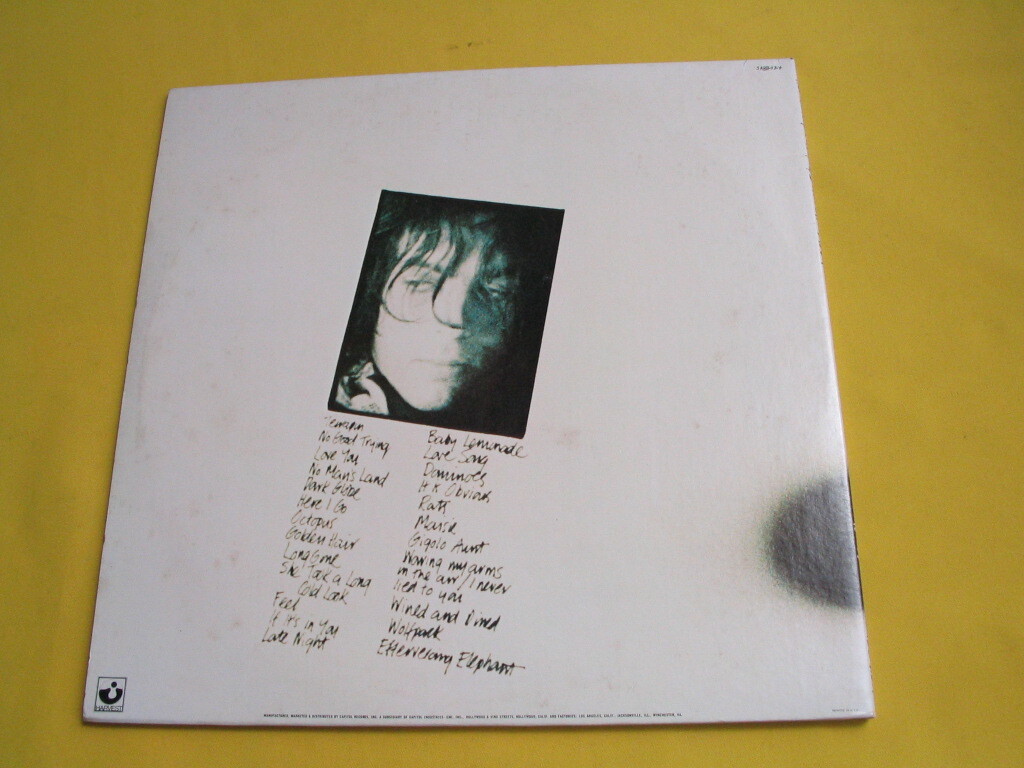 Terrapin
No Good Trying
Love You
No Man's Land
Dark Globe
Here I Go
Octopus
Golden Hair
Long Gone
She Took a Long
Cold Look
Feel
If It's in You
Late Night
Baby Lemonade
Love Song
Dominoes
It is Obvious
Rats
Maisie
Gigolo Aunt
Waving my arms
in the air / I never
lied to you
Wined and Dined
Wolfpack
Effervescing Elephant
HARVEST